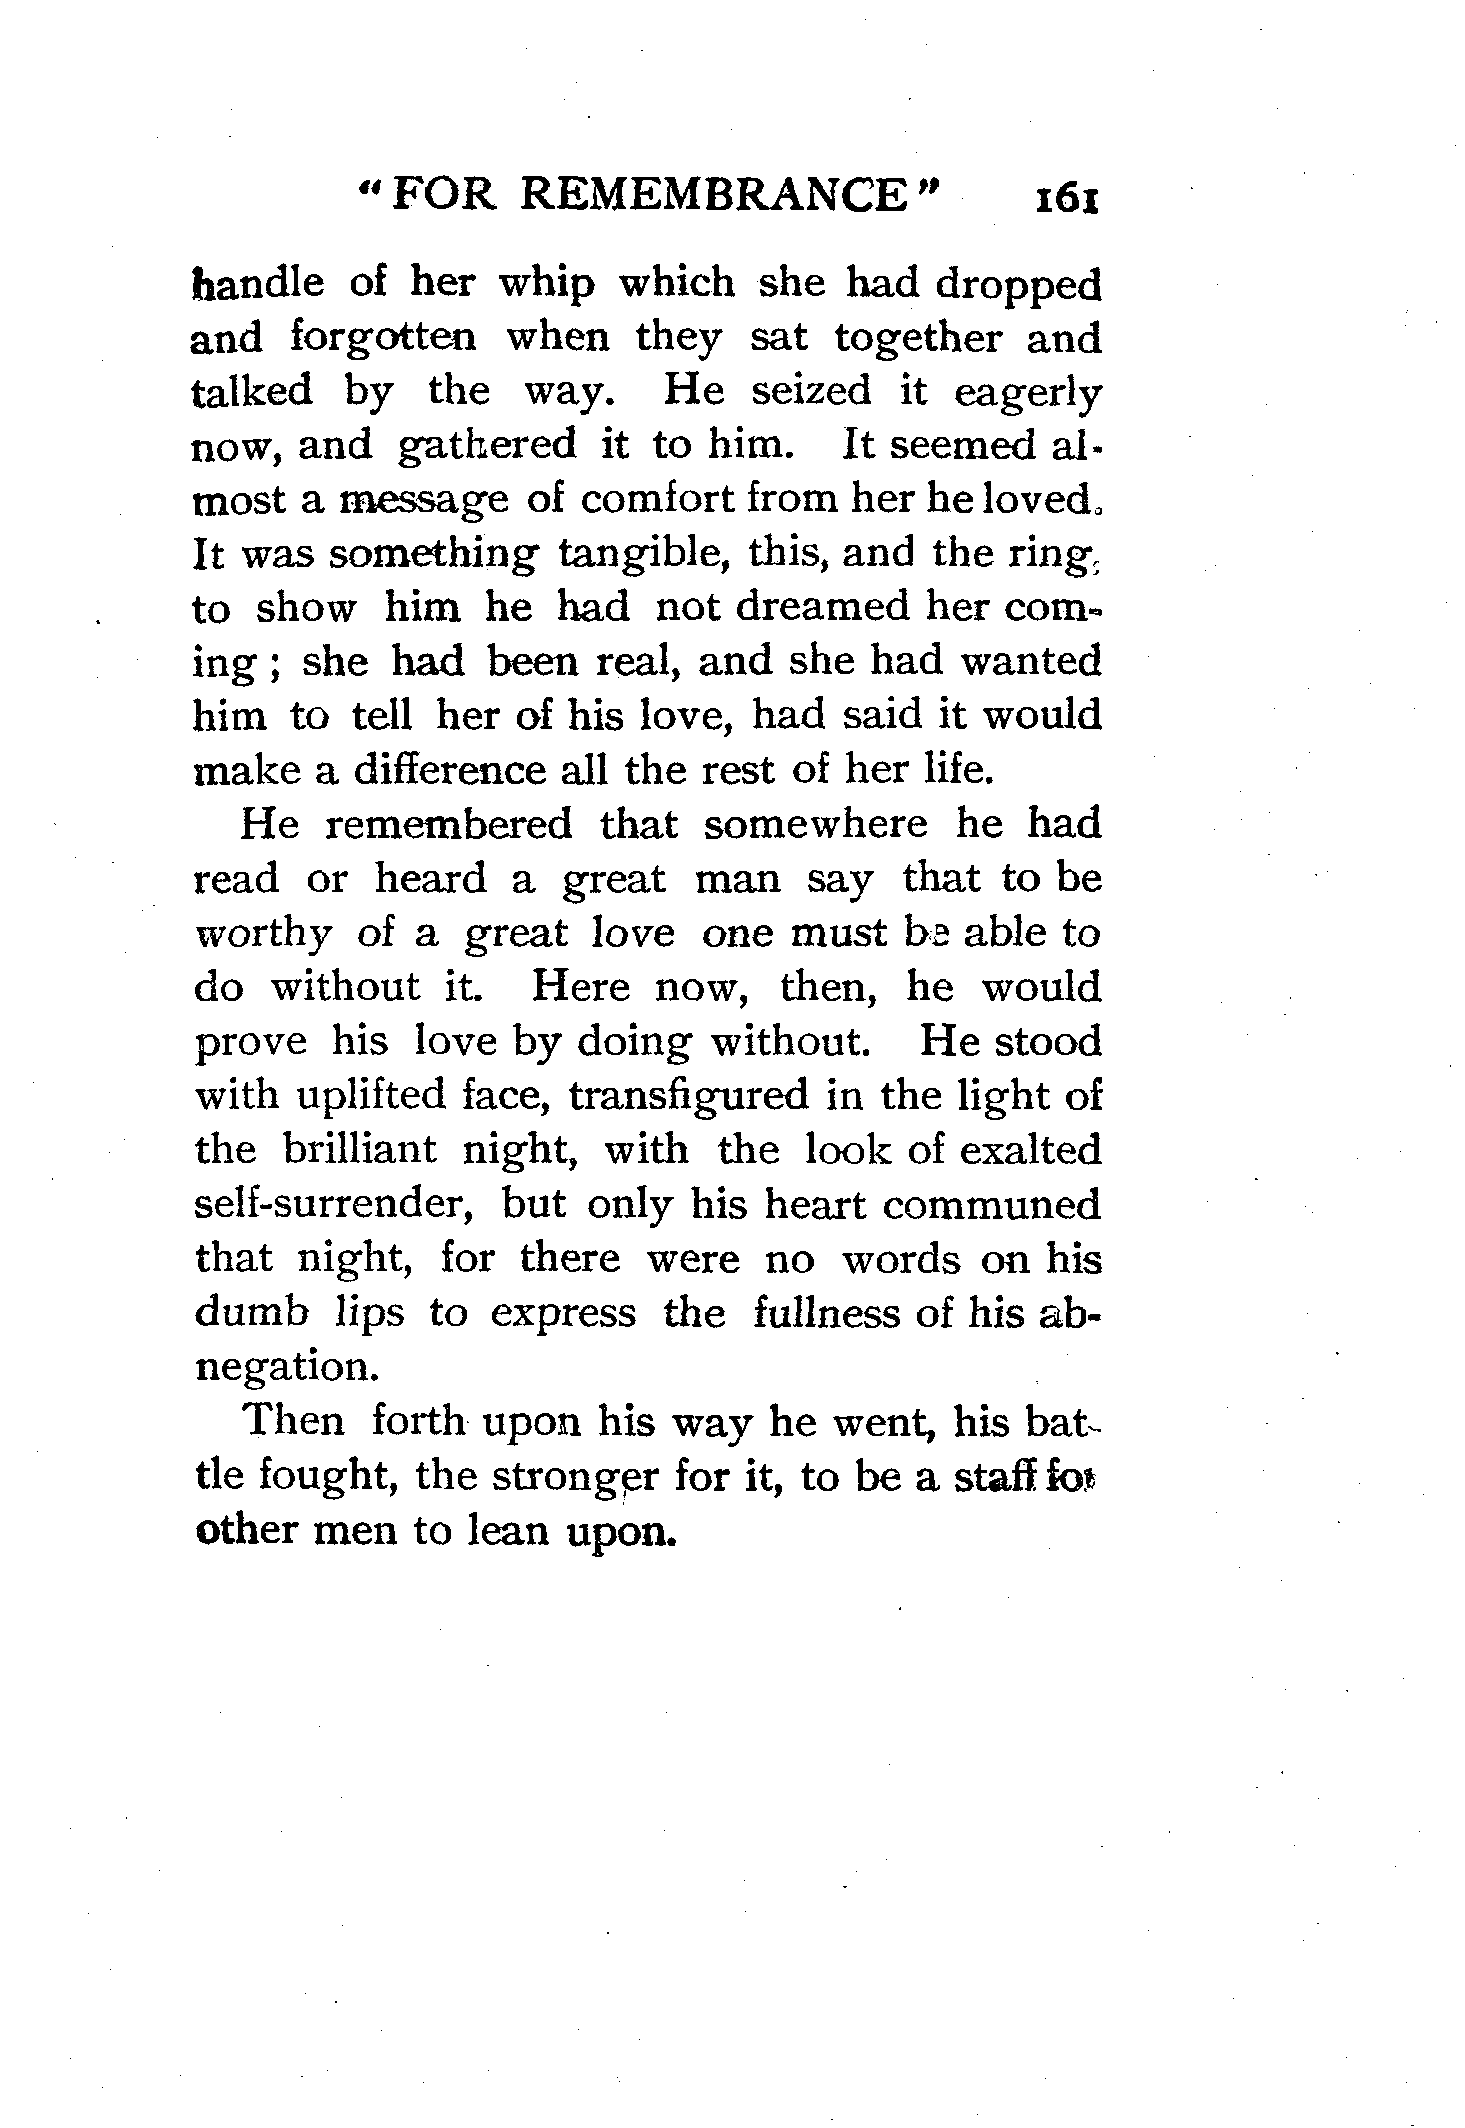 “ FOR REMEMBRANCE ” 161
handle of her whip which she had dropped
and forgotten when they sat together and
talked by the way. He seized it eagerly
now, and gathered it to him. It seemed al-
most a message of comfort from her he loved.
It was something tangible, this, and the ring,
to show him he had not dreamed her com-
ing ; she had been real, and she had wanted
him to tell her of his love, had said it would
make a difference all the rest of her life.
He remembered that somewhere he had
read or heard a great man say that to be
worthy of a great love one must be able to
do without it. Here now, then, he would
prove his love by doing without. He stood
with uplifted face, transfigured in the light of
the brilliant night, with the look of exalted
self-surrender, but only his heart communed
that night, for there were no words on his
dumb lips to express the fullness of his ab-
negation.
Then forth upon his way he went, his bat-
tle fought, the stronger for it, to be a staff for
other men to lean upon.